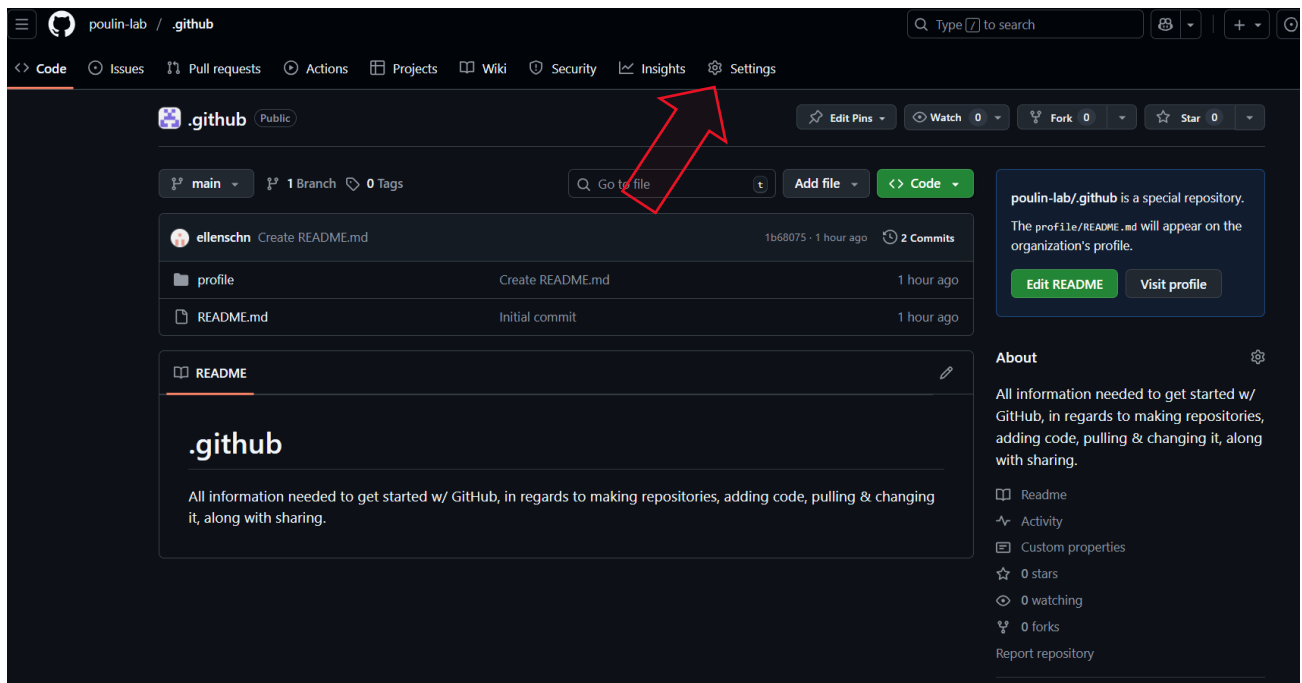 poulin-lab / .github
Type / to search
Code Issues Pull requests Actions Projects Wiki Security Insights Settings
.github Public
Edit Pins Watch 0 Fork 0 Star 0
main 1 Branch 0 Tags
Go to file t Add file Code
ellenschn Create README.md 1b68075 · 1 hour ago 2 Commits
profile Create README.md 1 hour ago
README.md Initial commit 1 hour ago
README
.github
All information needed to get started w/ GitHub, in regards to making repositories, adding code, pulling & changing
it, along with sharing.
poulin-lab/.github is a special repository.
The profile/README.md will appear on the
organization's profile.
Edit README Visit profile
About
All information needed to get started w/
GitHub, in regards to making repositories,
adding code, pulling & changing it, along
with sharing.
Readme
Activity
Custom properties
0 stars
0 watching
0 forks
Report repository